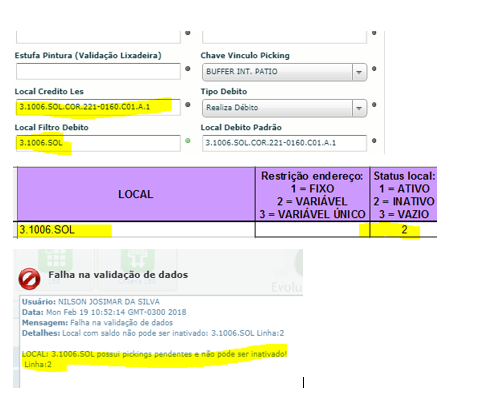 Estufa Pintura (Validação Lixadeira)
Chave Vinculo Picking
BUFFER INT. PATIO
Local Credito Les
Tipo Debito
3.1006.SOL.COR.221-0160.C01.A.1
Realiza Débito
Local Filtro Debito
Local Debito Padrão
3.1006.SOL
3.1006.SOL.COR.221-0160.C01.A.1
LOCAL
Restrição endereço:
1 = FIXO
2 = VARIÁVEL
3 = VARIÁVEL ÚNICO
Status local:
1 = ATIVO
2 = INATIVO
3 = VAZIO
3.1006.SOL
2
Falha na validação de dados
Evolu
Usuário: NILSON JOSIMAR DA SILVA
Data: Mon Feb 19 10:52:14 GMT-0300 2018
Mensagem: Falha na validação de dados
Detalhes: Local com saldo não pode ser inativado: 3.1006.SOL Linha:2
LOCAL: 3.1006.SOL possui pickings pendentes e não pode ser inativado!
Linha:2